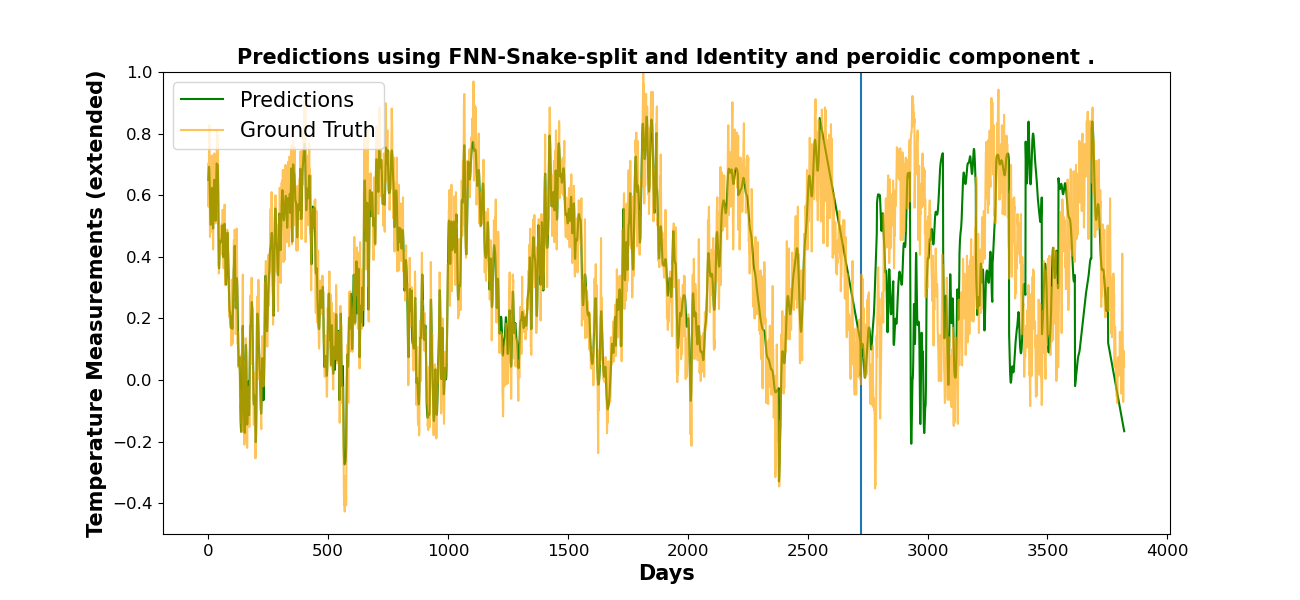 Predictions using FNN-Snake-split and Identity and peroidic component .
Temperature Measurements (extended)
1.0
0.8
0.6
0.4
0.2
0.0
−0.2
−0.4
Predictions
Ground Truth
0 500 1000 1500 2000 2500 3000 3500 4000
Days